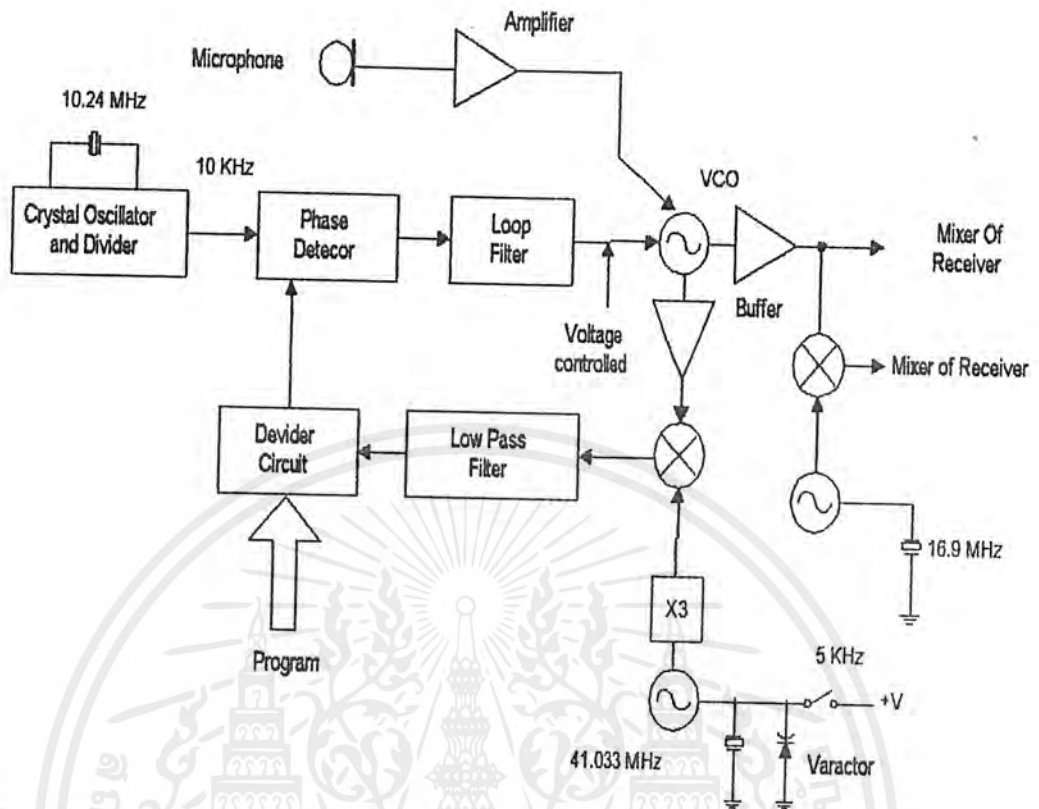 Amplifier
Microphone
10.24 MHz
10 KHz
VCO
Crystal Oscillator
and Divider
Phase
Detecor
Loop
Filter
Mixer Of
Receiver
Buffer
Voltage
controlled
Mixer of Receiver
Devider
Circuit
Low Pass
Filter
16.9 MHz
X3
Program
5 KHz
+V
41.033 MHz
Varactor